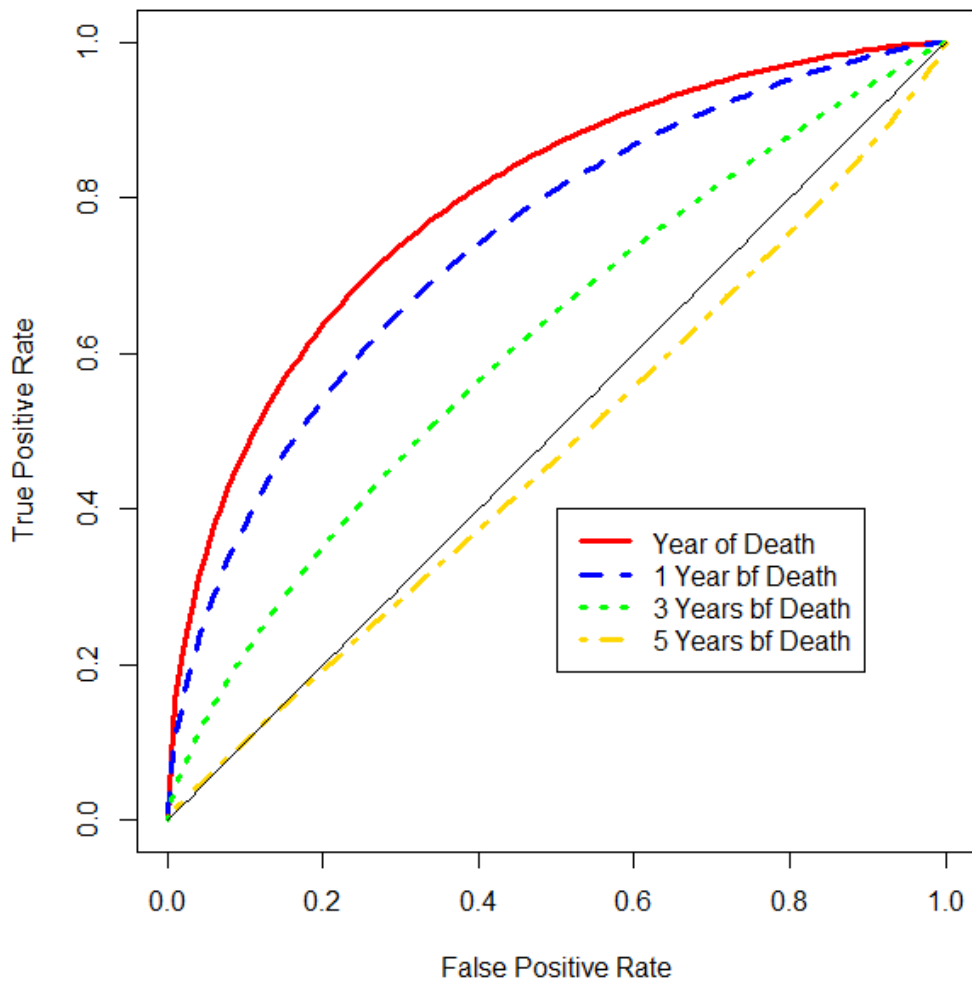 True Positive Rate
1.0
0.8
0.6
0.4
0.2
0.0
Year of Death
1 Year bf Death
3 Years bf Death
5 Years bf Death
0.0 0.2 0.4 0.6 0.8 1.0
False Positive Rate